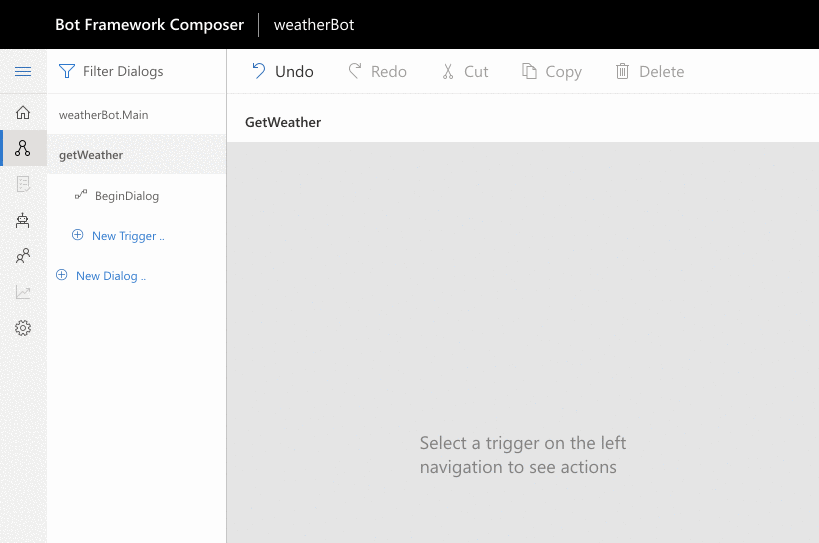 Bot Framework Composer weatherBot
Filter Dialogs
Undo Redo Cut Copy Delete
weatherBot.Main
getWeather
BeginDialog
New Trigger ..
New Dialog ..
GetWeather
Select a trigger on the left
navigation to see actions